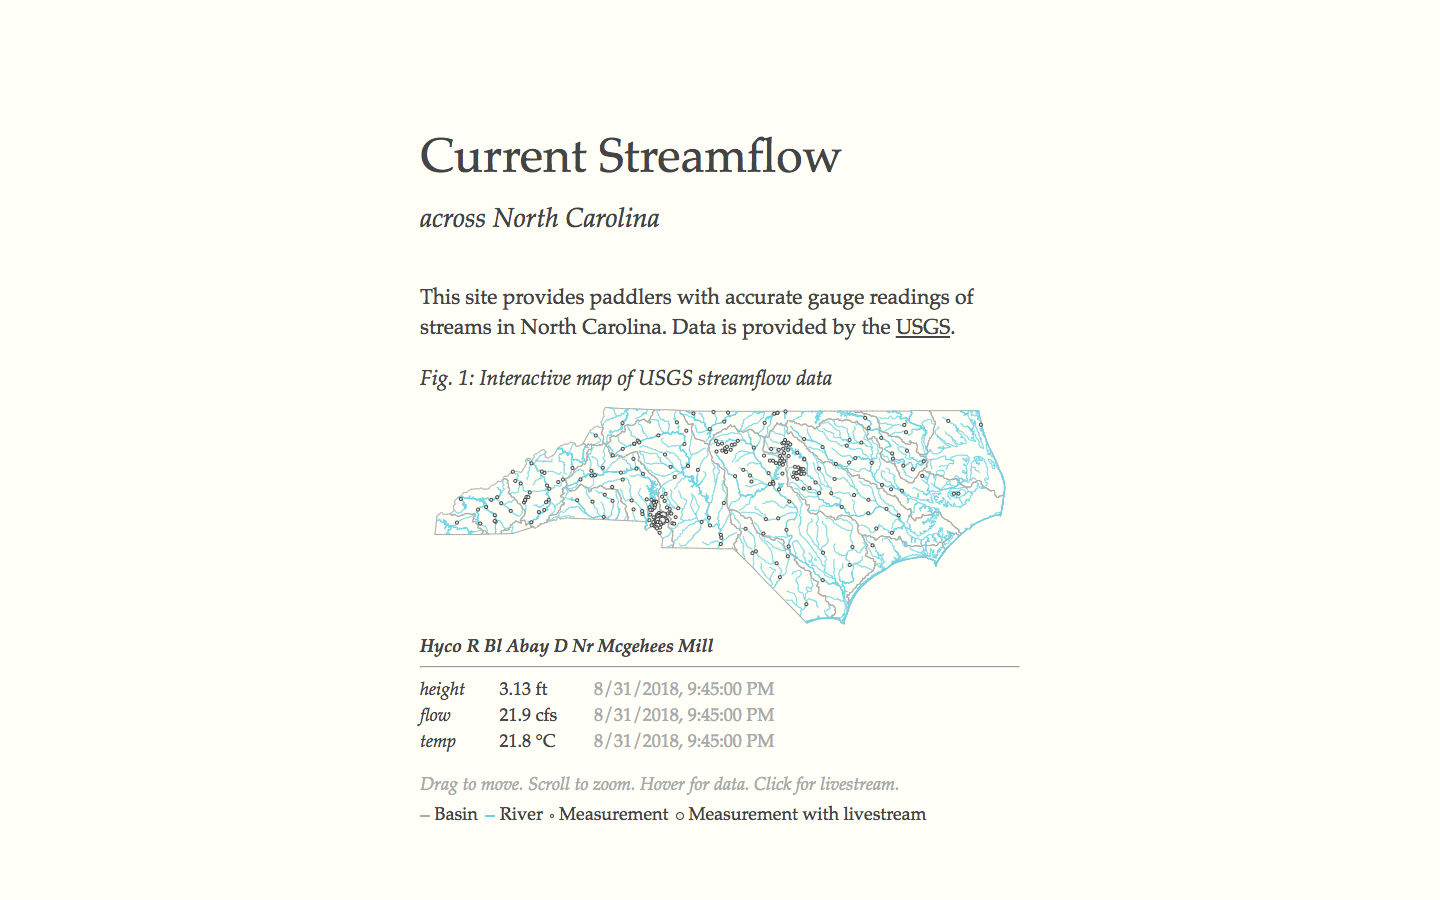 Current Streamflow
across North Carolina
This site provides paddlers with accurate gauge readings of
streams in North Carolina. Data is provided by the USGS.
Fig. 1: Interactive map of USGS streamflow data
Hyco R Bl Abay D Nr Mcgehees Mill
height 3.13 ft 8/31/2018, 9:45:00 PM
flow 21.9 cfs 8/31/2018, 9:45:00 PM
temp 21.8 °C 8/31/2018, 9:45:00 PM
Drag to move. Scroll to zoom. Hover for data. Click for livestream.
Basin River Measurement Measurement with livestream